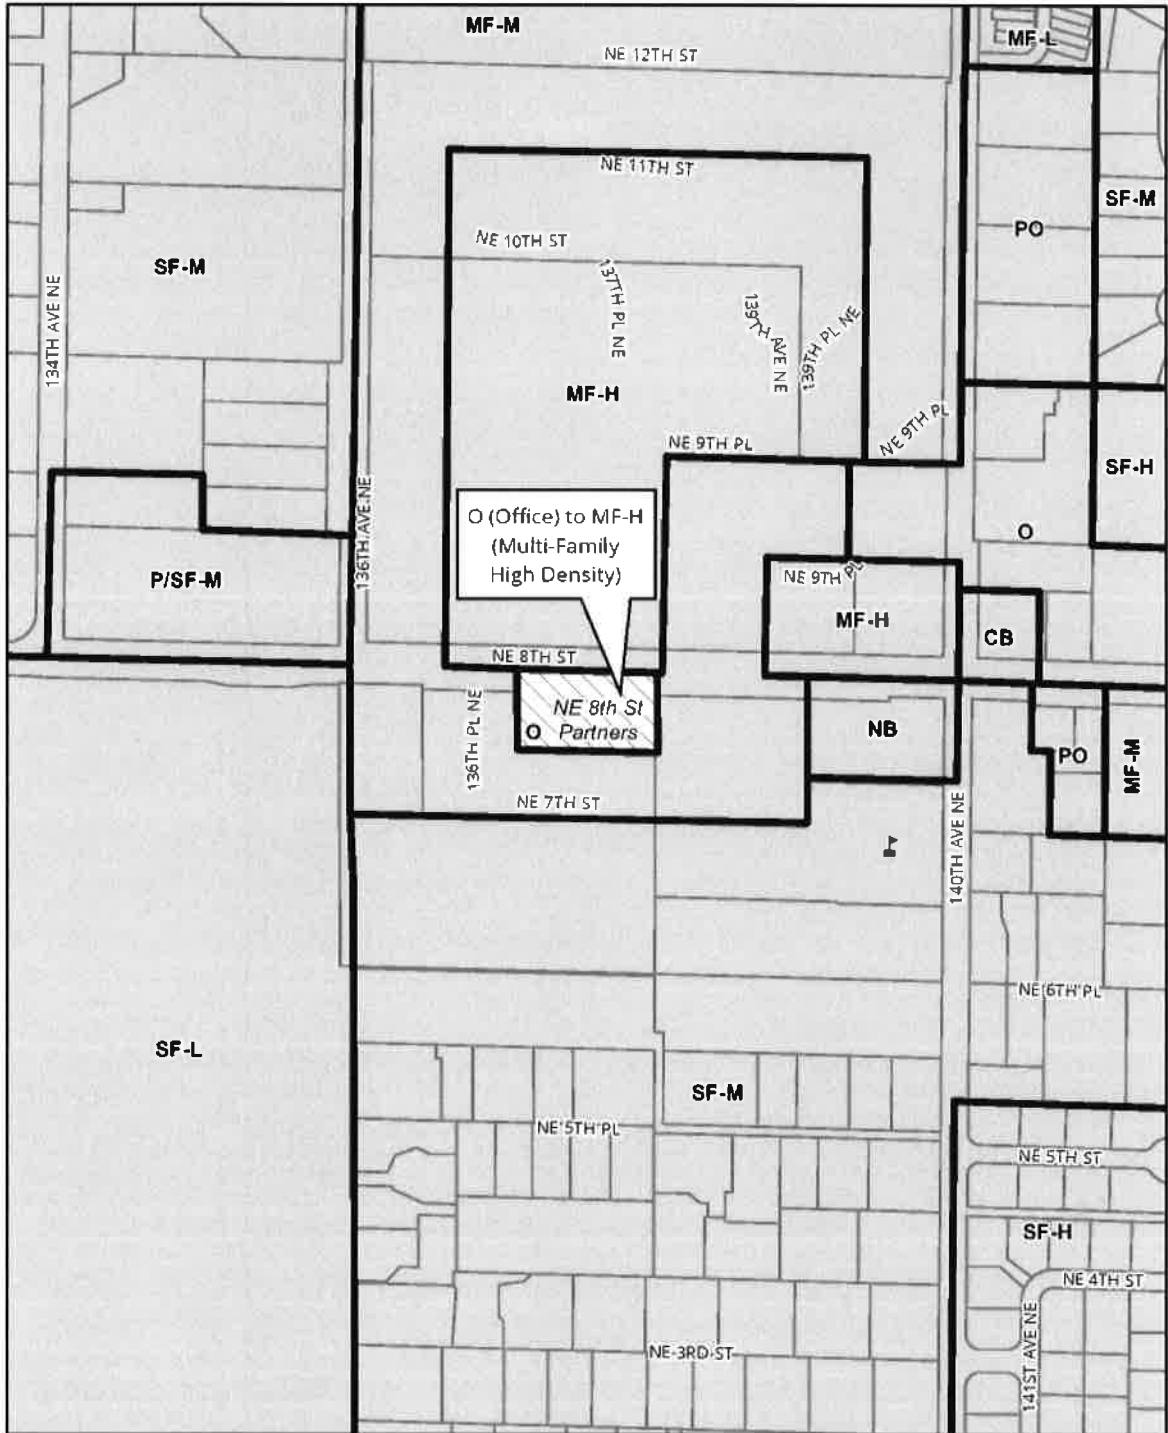 MF-M
MF-L
NE 12TH ST
NE 11TH ST
SF-M
PO
NE 10TH ST
SF-M
137TH PL NE
134TH AVE NE
139TH AVE NE
139TH PL NE
MF-H
NE 9TH PL
NE 9TH PL
SF-H
136TH AVE NE
O (Office) to MF-H
(Multi-Family
High Density)
O
P/SF-M
NE 9TH PL
MF-H
CB
NE 8TH ST
136TH PL NE
NE 8th St
O Partners
NB
PO
MF-M
NE 7TH ST
140TH AVE NE
NE 6TH PL
SF-L
SF-M
NE 5TH PL
NE 5TH ST
SF-H
NE 4TH ST
141ST AVE NE
NE 3RD ST